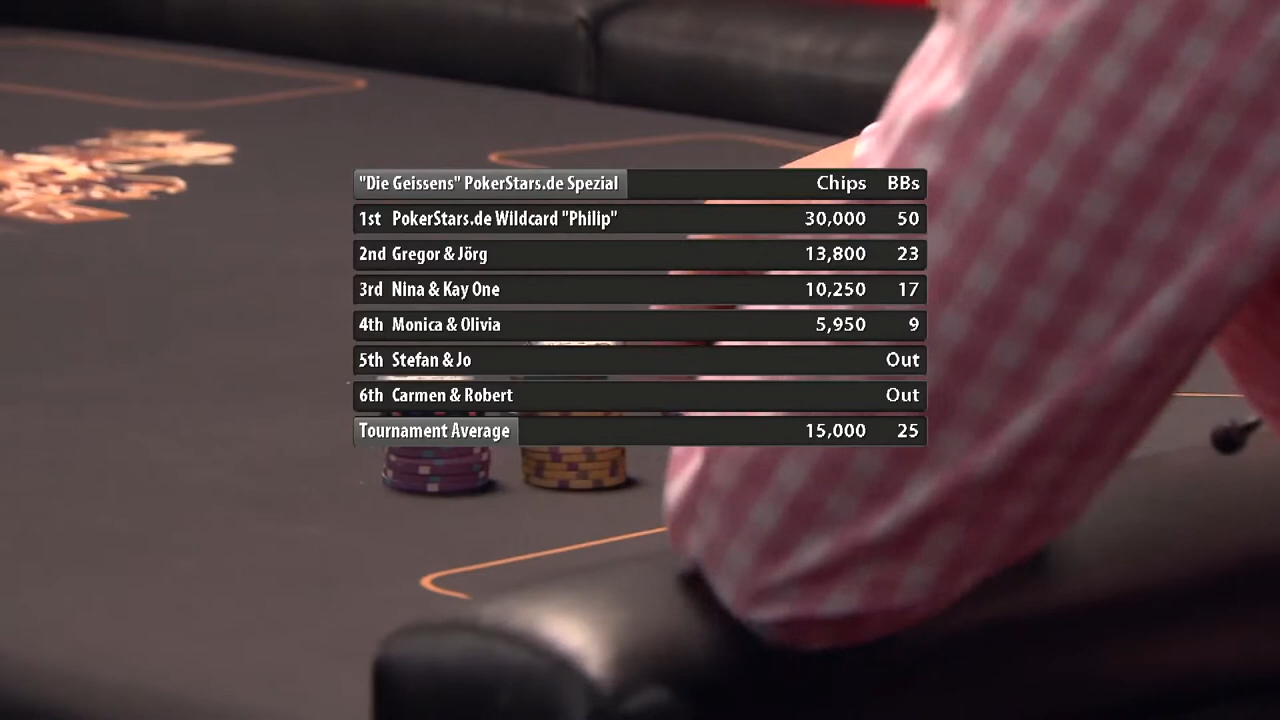 "Die Geissens" PokerStars.de Spezial Chips BBs
1st PokerStars.de Wildcard "Philip" 30,000 50
2nd Gregor & Jörg 13,800 23
3rd Nina & Kay One 10,250 17
4th Monica & Olivia 5,950 9
5th Stefan & Jo Out
6th Carmen & Robert Out
Tournament Average 15,000 25